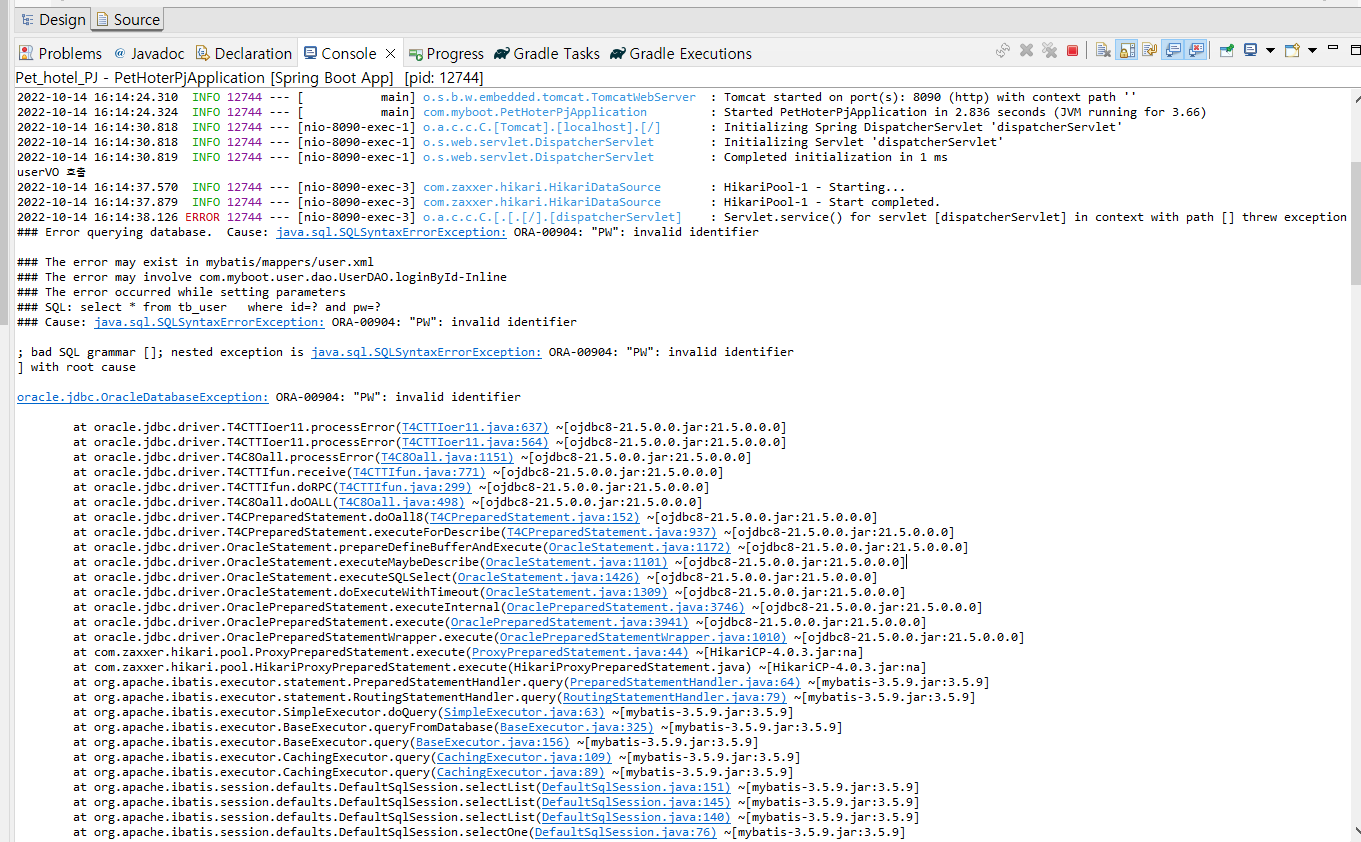 Design Source
Problems @ Javadoc Declaration Console Progress Gradle Tasks Gradle Executions
Pet_hotel_PJ - PetHoterPjApplication [Spring Boot App] [pid: 12744]
2022-10-14 16:14:24.310  INFO 12744 --- [           main] o.s.b.w.embedded.tomcat.TomcatWebServer  : Tomcat started on port(s): 8090 (http) with context path ''
2022-10-14 16:14:24.324  INFO 12744 --- [           main] com.myboot.PetHoterPjApplication         : Started PetHoterPjApplication in 2.836 seconds (JVM running for 3.66)
2022-10-14 16:14:30.818  INFO 12744 --- [nio-8090-exec-1] o.a.c.c.C.[Tomcat].[localhost].[/]       : Initializing Spring DispatcherServlet 'dispatcherServlet'
2022-10-14 16:14:30.818  INFO 12744 --- [nio-8090-exec-1] o.s.web.servlet.DispatcherServlet        : Initializing Servlet 'dispatcherServlet'
2022-10-14 16:14:30.819  INFO 12744 --- [nio-8090-exec-1] o.s.web.servlet.DispatcherServlet        : Completed initialization in 1 ms
userVO 호출
2022-10-14 16:14:37.570  INFO 12744 --- [nio-8090-exec-3] com.zaxxer.hikari.HikariDataSource       : HikariPool-1 - Starting...
2022-10-14 16:14:37.879  INFO 12744 --- [nio-8090-exec-3] com.zaxxer.hikari.HikariDataSource       : HikariPool-1 - Start completed.
2022-10-14 16:14:38.126 ERROR 12744 --- [nio-8090-exec-3] o.a.c.c.C.[.[.[/].[dispatcherServlet]    : Servlet.service() for servlet [dispatcherServlet] in context with path [] threw exception
### Error querying database.  Cause: java.sql.SQLSyntaxErrorException: ORA-00904: "PW": invalid identifier
### The error may exist in mybatis/mappers/user.xml
### The error may involve com.myboot.user.dao.UserDAO.loginById-Inline
### The error occurred while setting parameters
### SQL: select * from tb_user   where id=? and pw=?
### Cause: java.sql.SQLSyntaxErrorException: ORA-00904: "PW": invalid identifier
; bad SQL grammar []; nested exception is java.sql.SQLSyntaxErrorException: ORA-00904: "PW": invalid identifier
] with root cause
oracle.jdbc.OracleDatabaseException: ORA-00904: "PW": invalid identifier
at oracle.jdbc.driver.T4CTTIoer11.processError(T4CTTIoer11.java:637) ~[ojdbc8-21.5.0.0.jar:21.5.0.0.0]
at oracle.jdbc.driver.T4CTTIoer11.processError(T4CTTIoer11.java:564) ~[ojdbc8-21.5.0.0.jar:21.5.0.0.0]
at oracle.jdbc.driver.T4C8Oall.processError(T4C8Oall.java:1151) ~[ojdbc8-21.5.0.0.jar:21.5.0.0.0]
at oracle.jdbc.driver.T4CTTIfun.receive(T4CTTIfun.java:771) ~[ojdbc8-21.5.0.0.jar:21.5.0.0.0]
at oracle.jdbc.driver.T4CTTIfun.doRPC(T4CTTIfun.java:299) ~[ojdbc8-21.5.0.0.jar:21.5.0.0.0]
at oracle.jdbc.driver.T4C8Oall.doOALL(T4C8Oall.java:498) ~[ojdbc8-21.5.0.0.jar:21.5.0.0.0]
at oracle.jdbc.driver.T4CPreparedStatement.doOall8(T4CPreparedStatement.java:152) ~[ojdbc8-21.5.0.0.jar:21.5.0.0.0]
at oracle.jdbc.driver.T4CPreparedStatement.executeForDescribe(T4CPreparedStatement.java:937) ~[ojdbc8-21.5.0.0.jar:21.5.0.0.0]
at oracle.jdbc.driver.OracleStatement.prepareDefineBufferAndExecute(OracleStatement.java:1172) ~[ojdbc8-21.5.0.0.jar:21.5.0.0.0]
at oracle.jdbc.driver.OracleStatement.executeMaybeDescribe(OracleStatement.java:1101) ~[ojdbc8-21.5.0.0.jar:21.5.0.0.0]
at oracle.jdbc.driver.OracleStatement.executeSQLSelect(OracleStatement.java:1426) ~[ojdbc8-21.5.0.0.jar:21.5.0.0.0]
at oracle.jdbc.driver.OracleStatement.doExecuteWithTimeout(OracleStatement.java:1309) ~[ojdbc8-21.5.0.0.jar:21.5.0.0.0]
at oracle.jdbc.driver.OraclePreparedStatement.executeInternal(OraclePreparedStatement.java:3746) ~[ojdbc8-21.5.0.0.jar:21.5.0.0.0]
at oracle.jdbc.driver.OraclePreparedStatement.execute(OraclePreparedStatement.java:3941) ~[ojdbc8-21.5.0.0.jar:21.5.0.0.0]
at oracle.jdbc.driver.OraclePreparedStatementWrapper.execute(OraclePreparedStatementWrapper.java:1010) ~[ojdbc8-21.5.0.0.jar:21.5.0.0.0]
at com.zaxxer.hikari.pool.ProxyPreparedStatement.execute(ProxyPreparedStatement.java:44) ~[HikariCP-4.0.3.jar:na]
at com.zaxxer.hikari.pool.HikariProxyPreparedStatement.execute(HikariProxyPreparedStatement.java) ~[HikariCP-4.0.3.jar:na]
at org.apache.ibatis.executor.statement.PreparedStatementHandler.query(PreparedStatementHandler.java:64) ~[mybatis-3.5.9.jar:3.5.9]
at org.apache.ibatis.executor.statement.RoutingStatementHandler.query(RoutingStatementHandler.java:79) ~[mybatis-3.5.9.jar:3.5.9]
at org.apache.ibatis.executor.SimpleExecutor.doQuery(SimpleExecutor.java:63) ~[mybatis-3.5.9.jar:3.5.9]
at org.apache.ibatis.executor.BaseExecutor.queryFromDatabase(BaseExecutor.java:325) ~[mybatis-3.5.9.jar:3.5.9]
at org.apache.ibatis.executor.BaseExecutor.query(BaseExecutor.java:156) ~[mybatis-3.5.9.jar:3.5.9]
at org.apache.ibatis.executor.CachingExecutor.query(CachingExecutor.java:109) ~[mybatis-3.5.9.jar:3.5.9]
at org.apache.ibatis.executor.CachingExecutor.query(CachingExecutor.java:89) ~[mybatis-3.5.9.jar:3.5.9]
at org.apache.ibatis.session.defaults.DefaultSqlSession.selectList(DefaultSqlSession.java:151) ~[mybatis-3.5.9.jar:3.5.9]
at org.apache.ibatis.session.defaults.DefaultSqlSession.selectList(DefaultSqlSession.java:145) ~[mybatis-3.5.9.jar:3.5.9]
at org.apache.ibatis.session.defaults.DefaultSqlSession.selectList(DefaultSqlSession.java:140) ~[mybatis-3.5.9.jar:3.5.9]
at org.apache.ibatis.session.defaults.DefaultSqlSession.selectOne(DefaultSqlSession.java:76) ~[mybatis-3.5.9.jar:3.5.9]